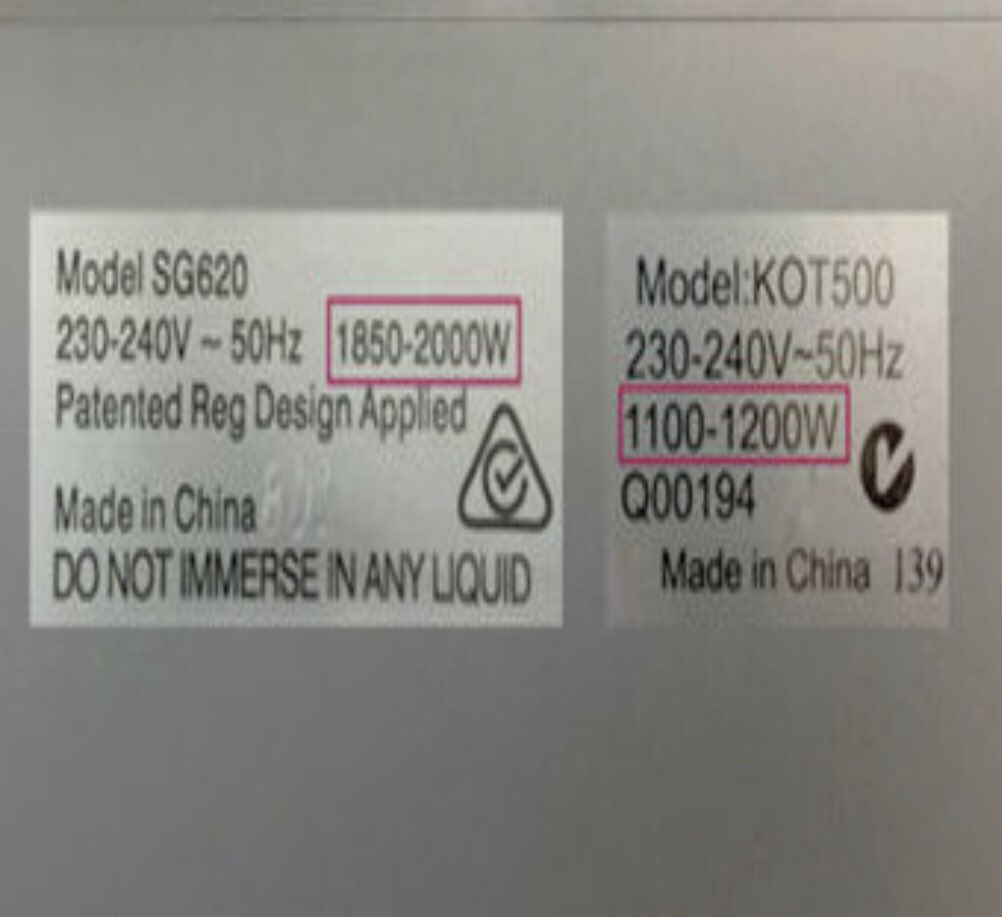 Model SG620
230-240V ~ 50Hz 1850-2000W
Patented Reg Design Applied
Made in China
DO NOT IMMERSE IN ANY LIQUID
Model:KOT500
230-240V~50Hz
1100-1200W
Q00194
Made in China 139